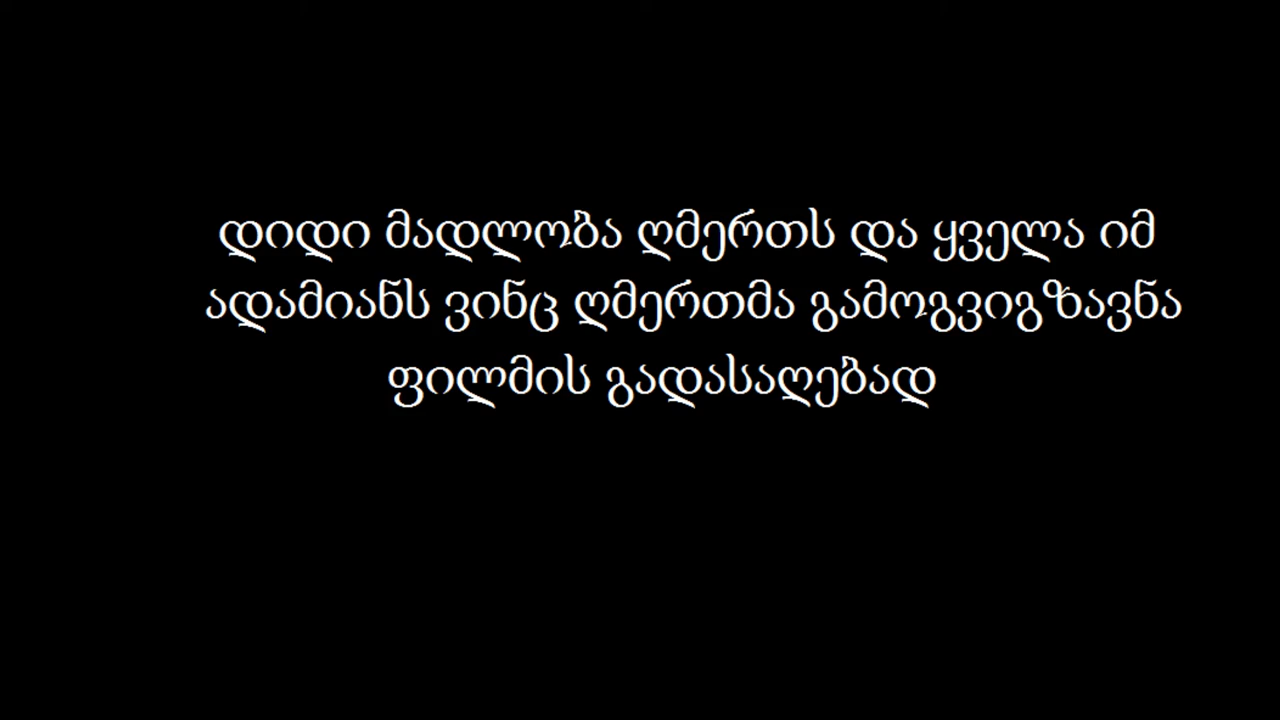 დიდი მადლობა ღმერთს და ყველა იმ
ადამიანს ვინც ღმერთმა გამოგვიგზავნა
ფილმის გადასაღებად